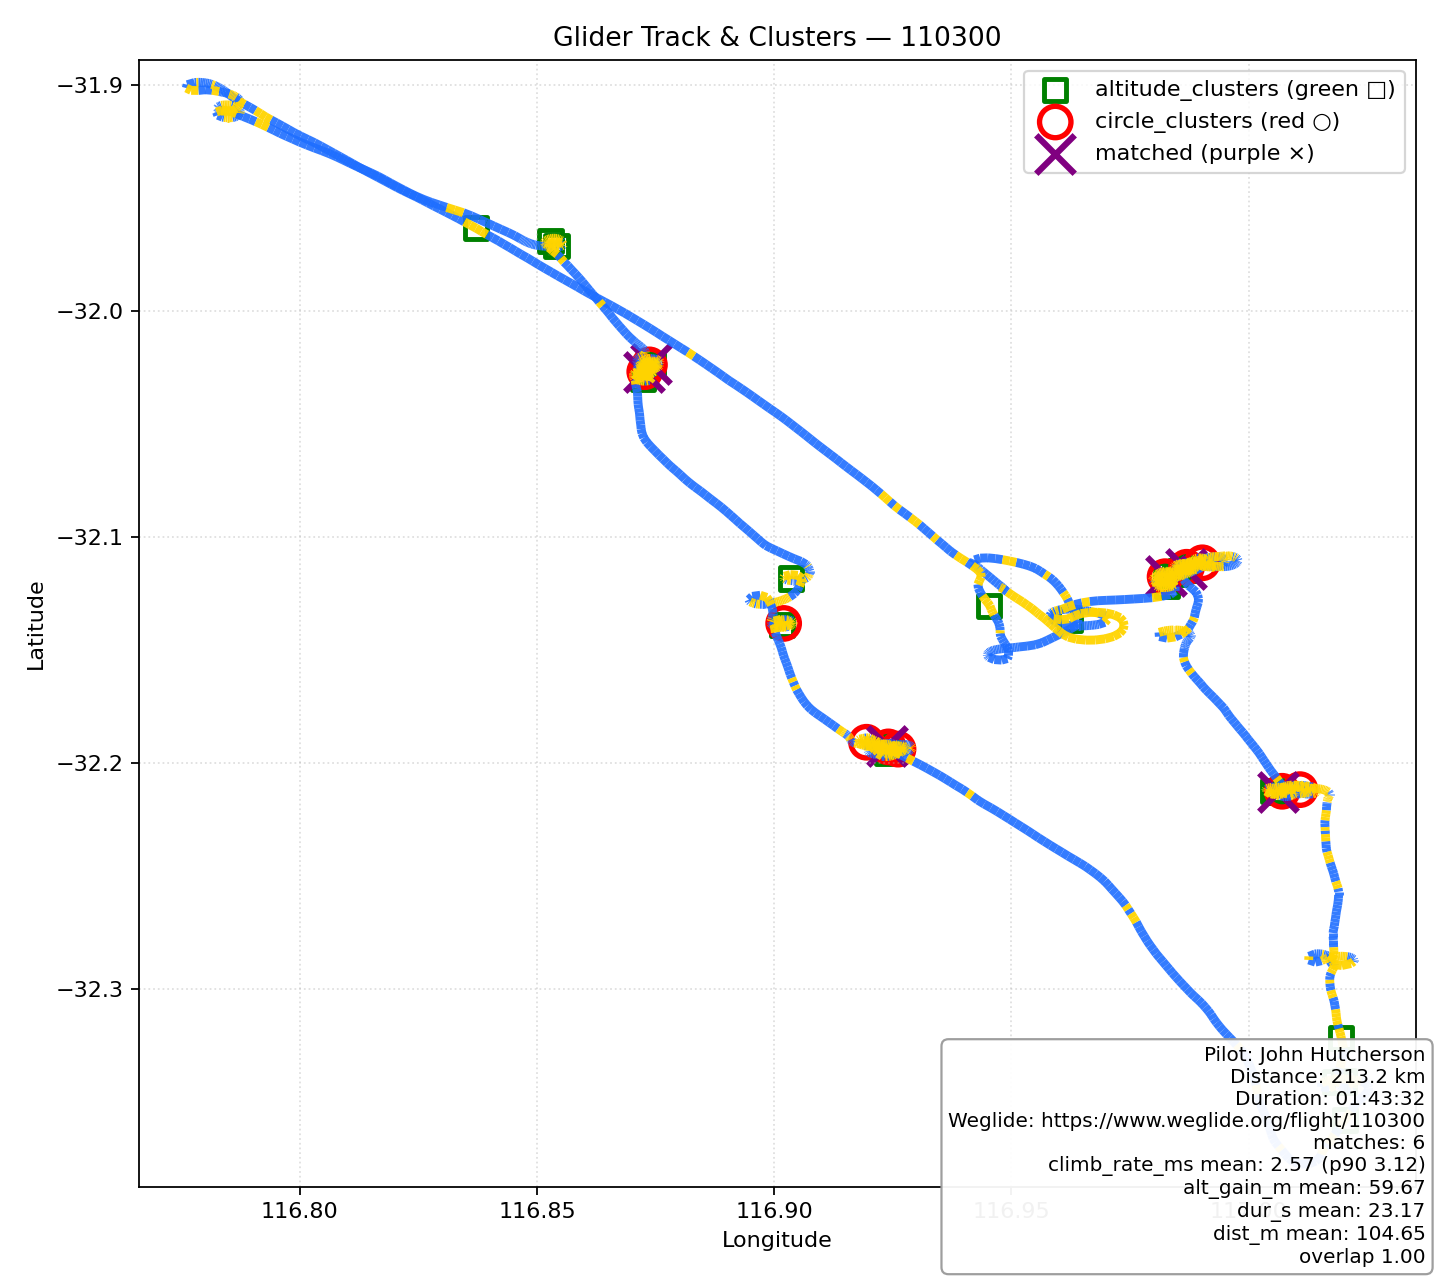 Glider Track & Clusters — 110300
altitude_clusters (green □)
circle_clusters (red ○)
matched (purple ×)
−31.9
−32.0
−32.1
−32.2
−32.3
Latitude
116.80
116.85
116.90
116.95
Longitude
Pilot: John Hutcherson
Distance: 213.2 km
Duration: 01:43:32
Weglide: https://www.weglide.org/flight/110300
matches: 6
climb_rate_ms mean: 2.57 (p90 3.12)
alt_gain_m mean: 59.67
dur_s mean: 23.17
dist_m mean: 104.65
overlap 1.00